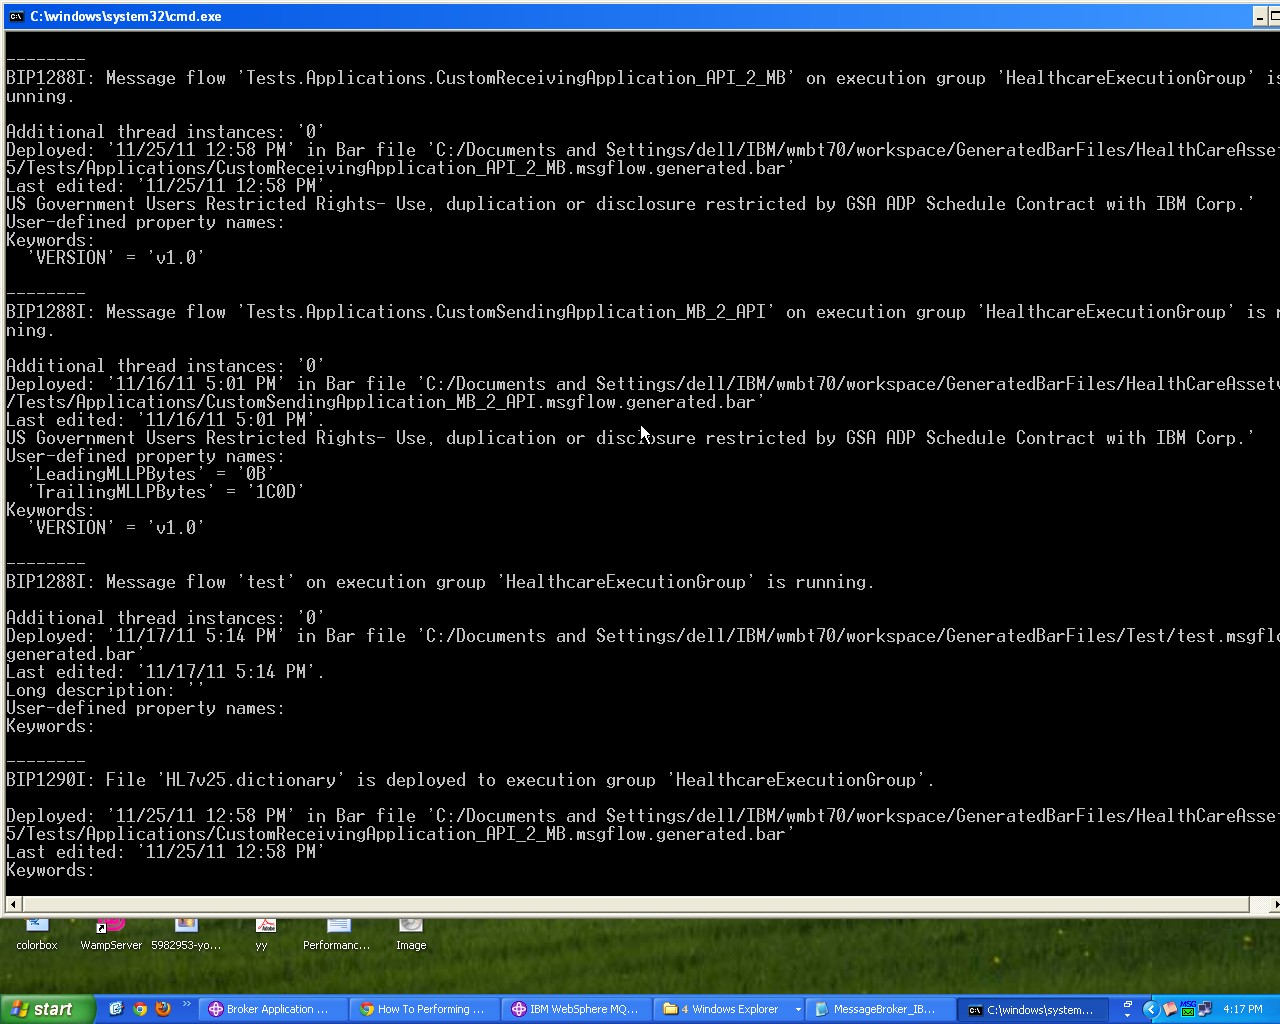 C:\windows\system32\cmd.exe
--------
BIP1288I: Message flow 'Tests.Applications.CustomReceivingApplication_API_2_MB' on execution group 'HealthcareExecutionGroup' is
unning.
Additional thread instances: '0'
Deployed: '11/25/11 12:58 PM' in Bar file 'C:/Documents and Settings/dell/IBM/wmbt70/workspace/GeneratedBarFiles/HealthCareAsset
5/Tests/Applications/CustomReceivingApplication_API_2_MB.msgflow.generated.bar'
Last edited: '11/25/11 12:58 PM'.
US Government Users Restricted Rights- Use, duplication or disclosure restricted by GSA ADP Schedule Contract with IBM Corp.'
User-defined property names:
Keywords:
'VERSION' = 'v1.0'
--------
BIP1288I: Message flow 'Tests.Applications.CustomSendingApplication_MB_2_API' on execution group 'HealthcareExecutionGroup' is r
ning.
Additional thread instances: '0'
Deployed: '11/16/11 5:01 PM' in Bar file 'C:/Documents and Settings/dell/IBM/wmbt70/workspace/GeneratedBarFiles/HealthCareAssetv
/Tests/Applications/CustomSendingApplication_MB_2_API.msgflow.generated.bar'
Last edited: '11/16/11 5:01 PM'.
US Government Users Restricted Rights- Use, duplication or disclosure restricted by GSA ADP Schedule Contract with IBM Corp.'
User-defined property names:
'LeadingMLLPBytes' = '0B'
'TrailingMLLPBytes' = '1C0D'
Keywords:
'VERSION' = 'v1.0'
--------
BIP1288I: Message flow 'test' on execution group 'HealthcareExecutionGroup' is running.
Additional thread instances: '0'
Deployed: '11/17/11 5:14 PM' in Bar file 'C:/Documents and Settings/dell/IBM/wmbt70/workspace/GeneratedBarFiles/Test/test.msgflo
generated.bar'
Last edited: '11/17/11 5:14 PM'.
Long description: ''
User-defined property names:
Keywords:
--------
BIP1290I: File 'HL7v25.dictionary' is deployed to execution group 'HealthcareExecutionGroup'.
Deployed: '11/25/11 12:58 PM' in Bar file 'C:/Documents and Settings/dell/IBM/wmbt70/workspace/GeneratedBarFiles/HealthCareAsset
5/Tests/Applications/CustomReceivingApplication_API_2_MB.msgflow.generated.bar'
Last edited: '11/25/11 12:58 PM'
Keywords:
colorbox WampServer 5982953-yo... yy Performanc... Image
start Broker Application ... How To Performing ... IBM WebSphere MQ... 4 Windows Explorer MessageBroker_IB... C:\windows\system... MSG 4:17 PM